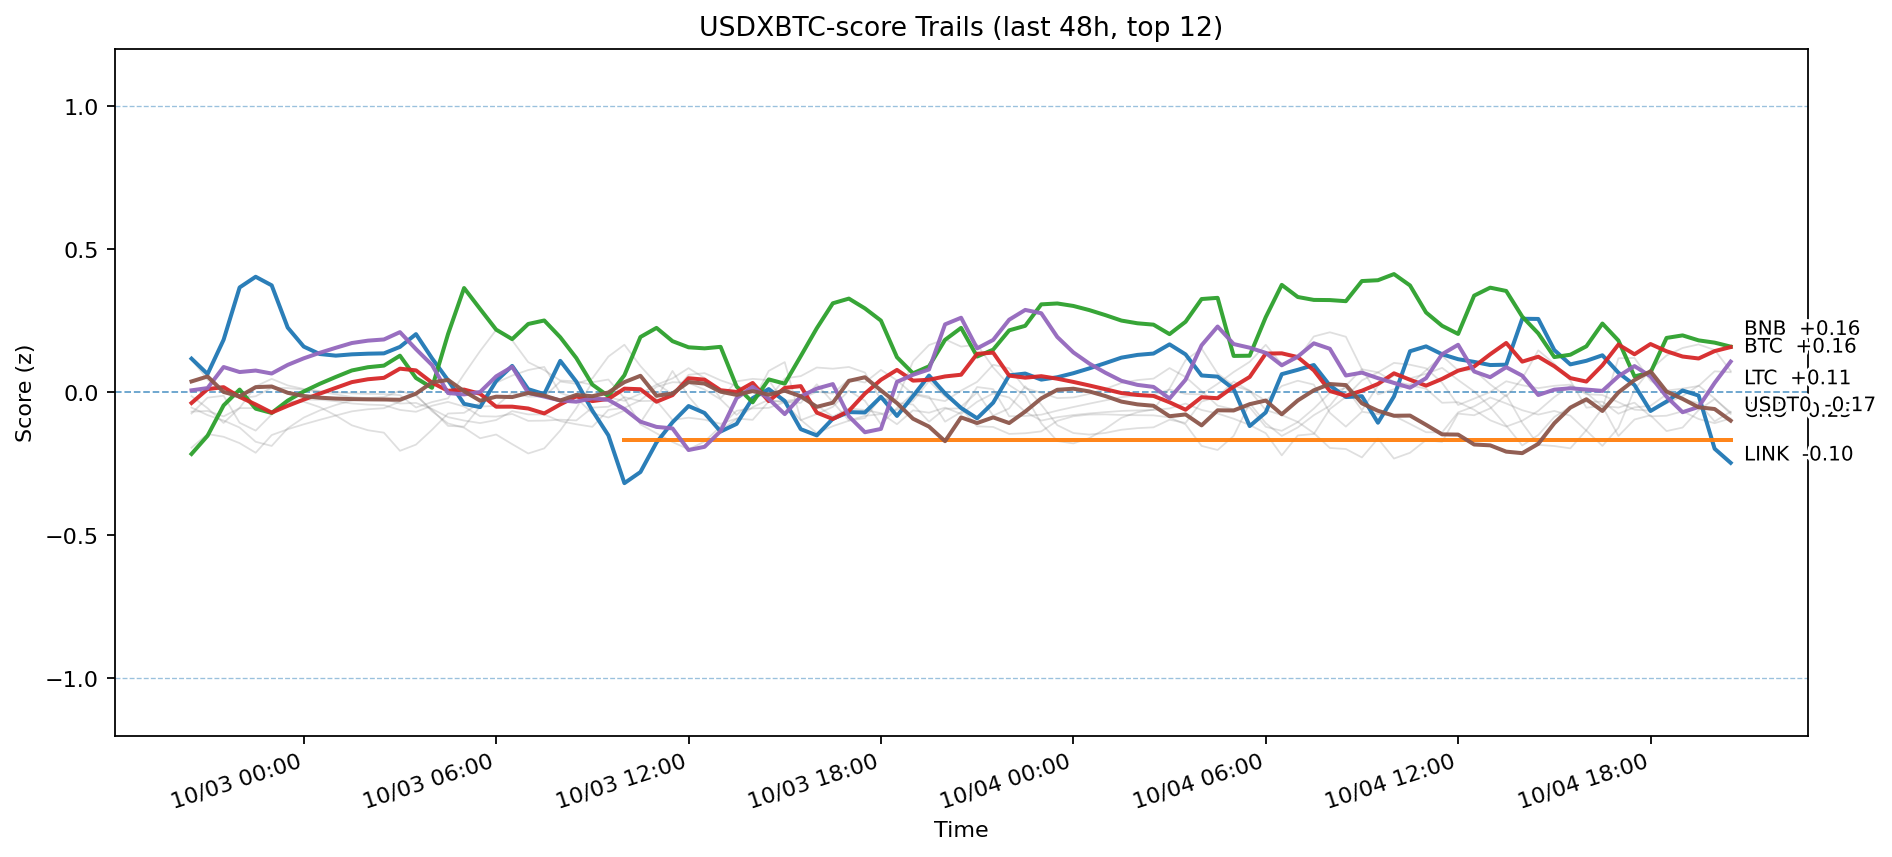 USDXBTC-score Trails (last 48h, top 12)
Score (z)
1.0
0.5
0.0
−0.5
−1.0
BNB +0.16
BTC +0.16
LTC +0.11
USDT0 -0.17
LINK -0.10
10/03 00:00
10/03 06:00
10/03 12:00
10/03 18:00
10/04 00:00
10/04 06:00
10/04 12:00
10/04 18:00
Time